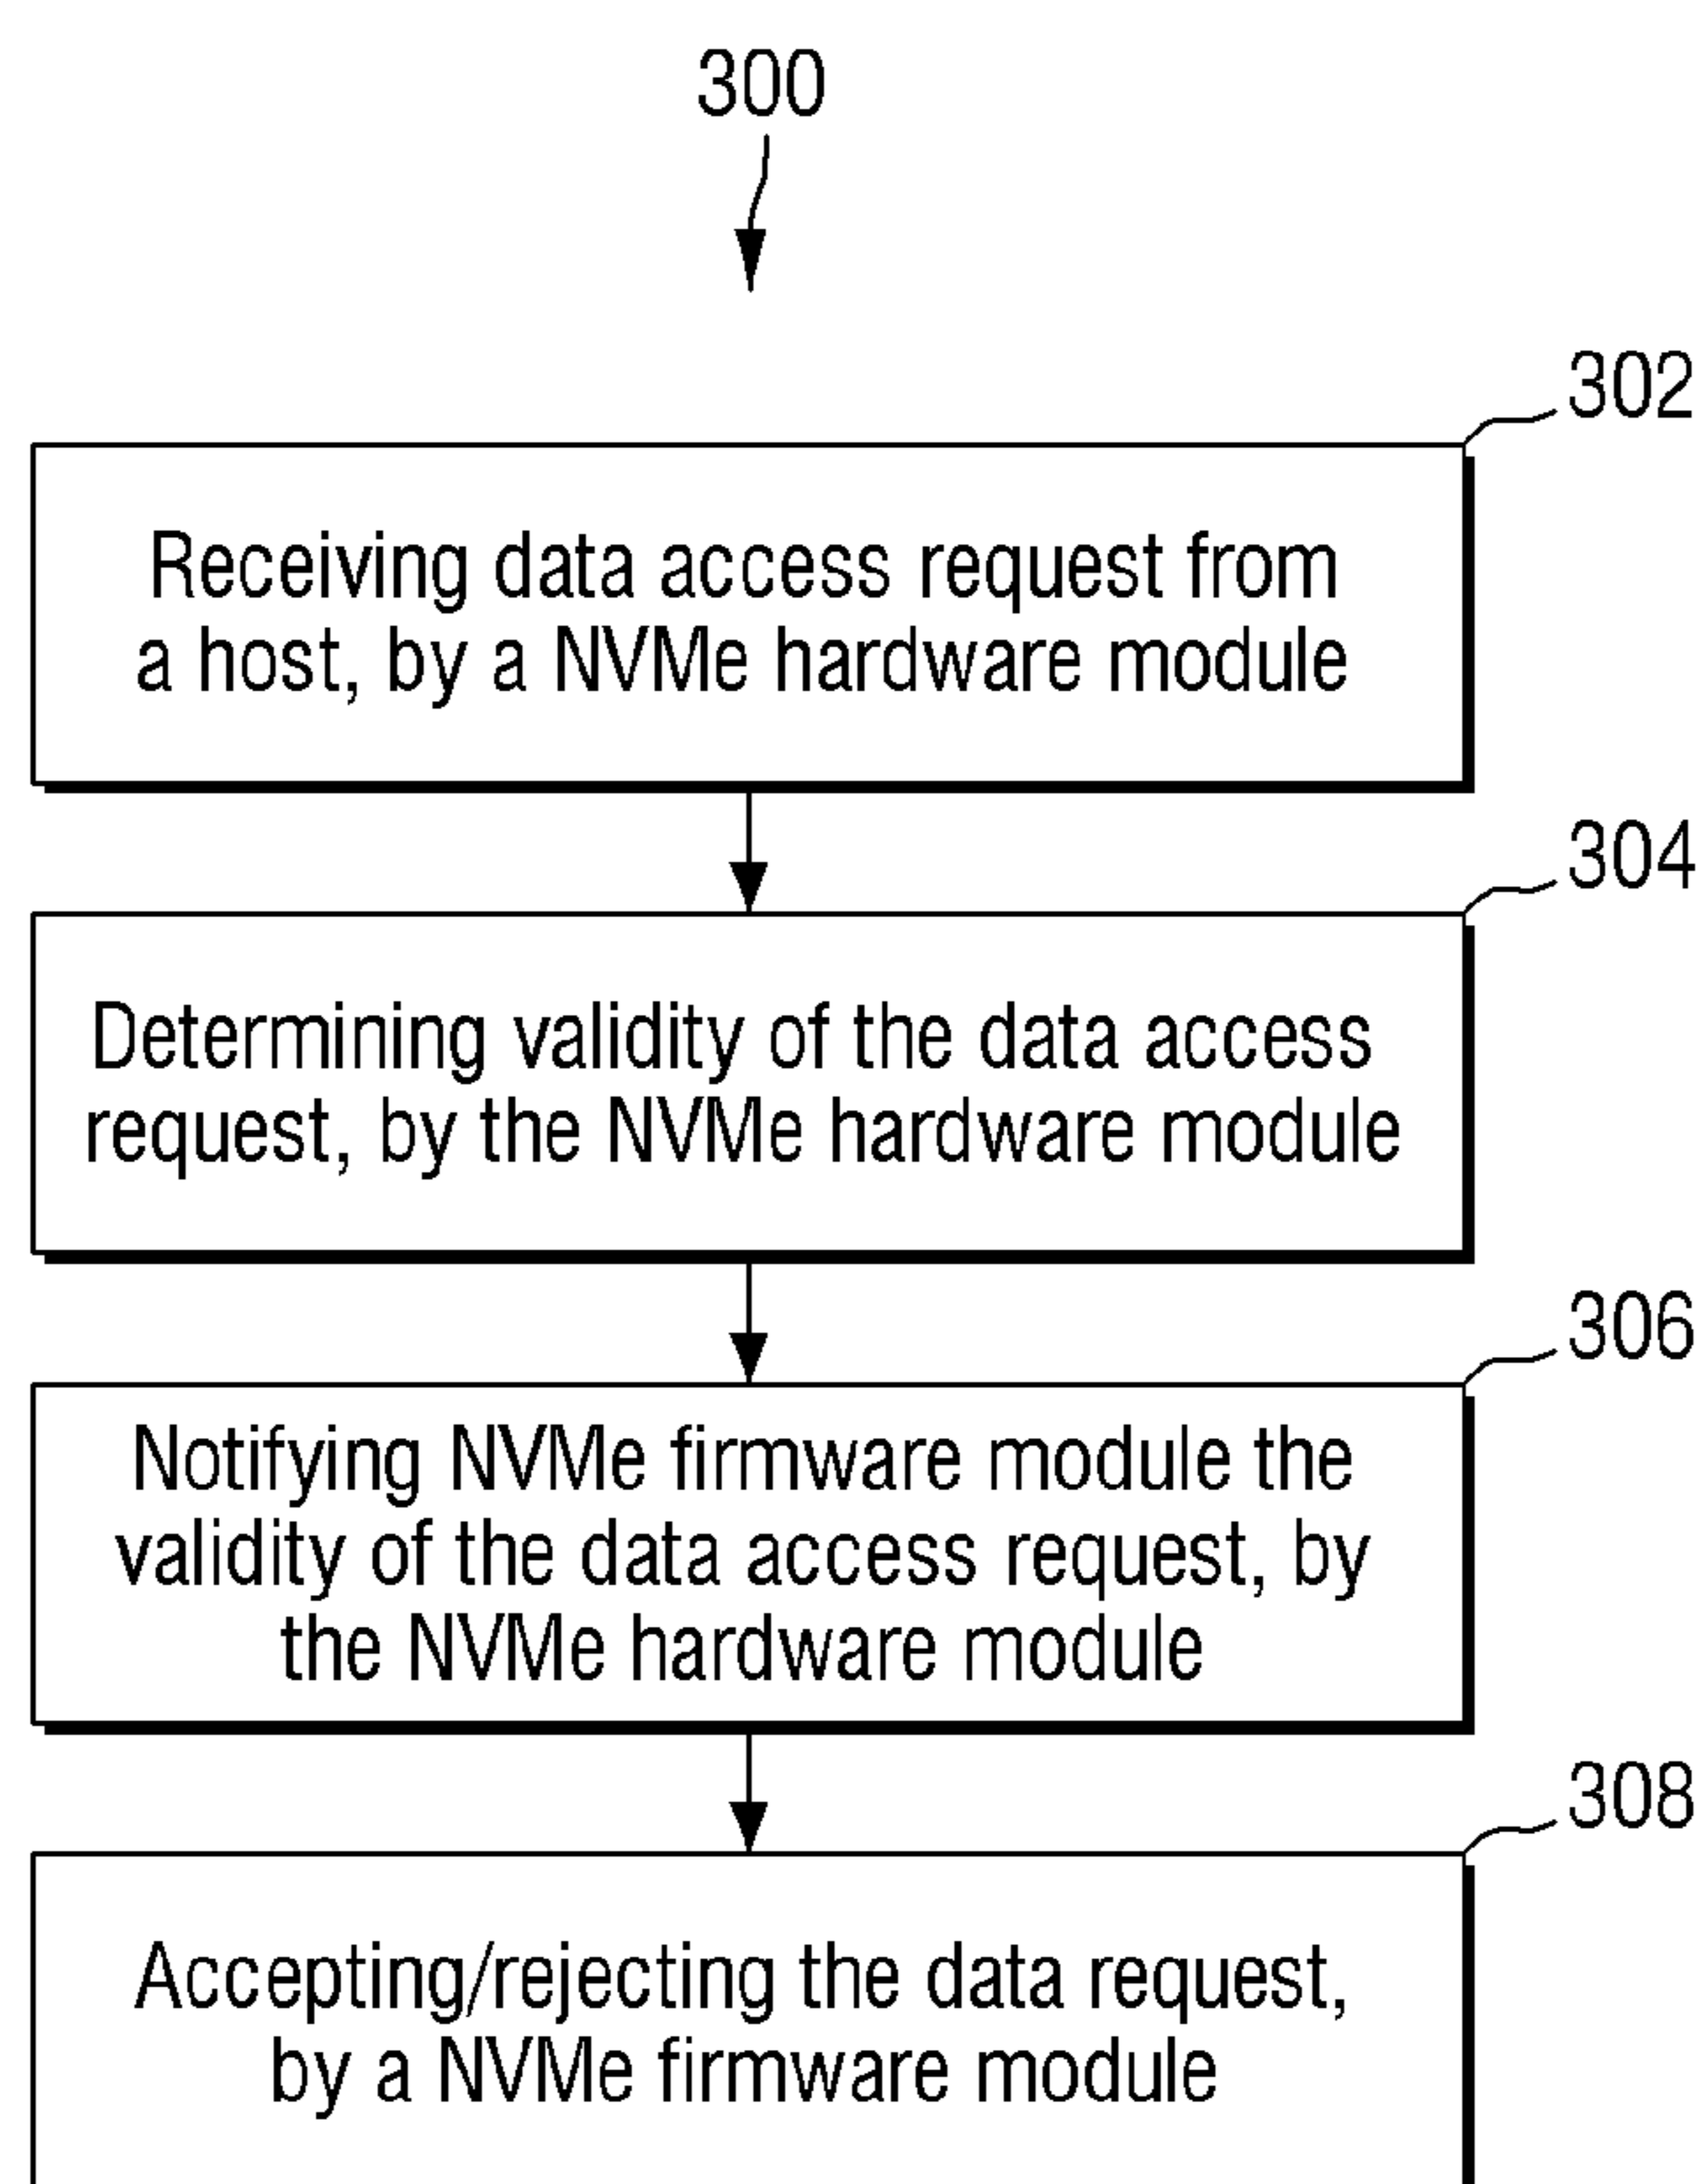 300
302
Receiving data access request from
a host, by a NVMe hardware module
304
Determining validity of the data access
request, by the NVMe hardware module
306
Notifying NVMe firmware module the
validity of the data access request, by
the NVMe hardware module
308
Accepting/rejecting the data request,
by a NVMe firmware module